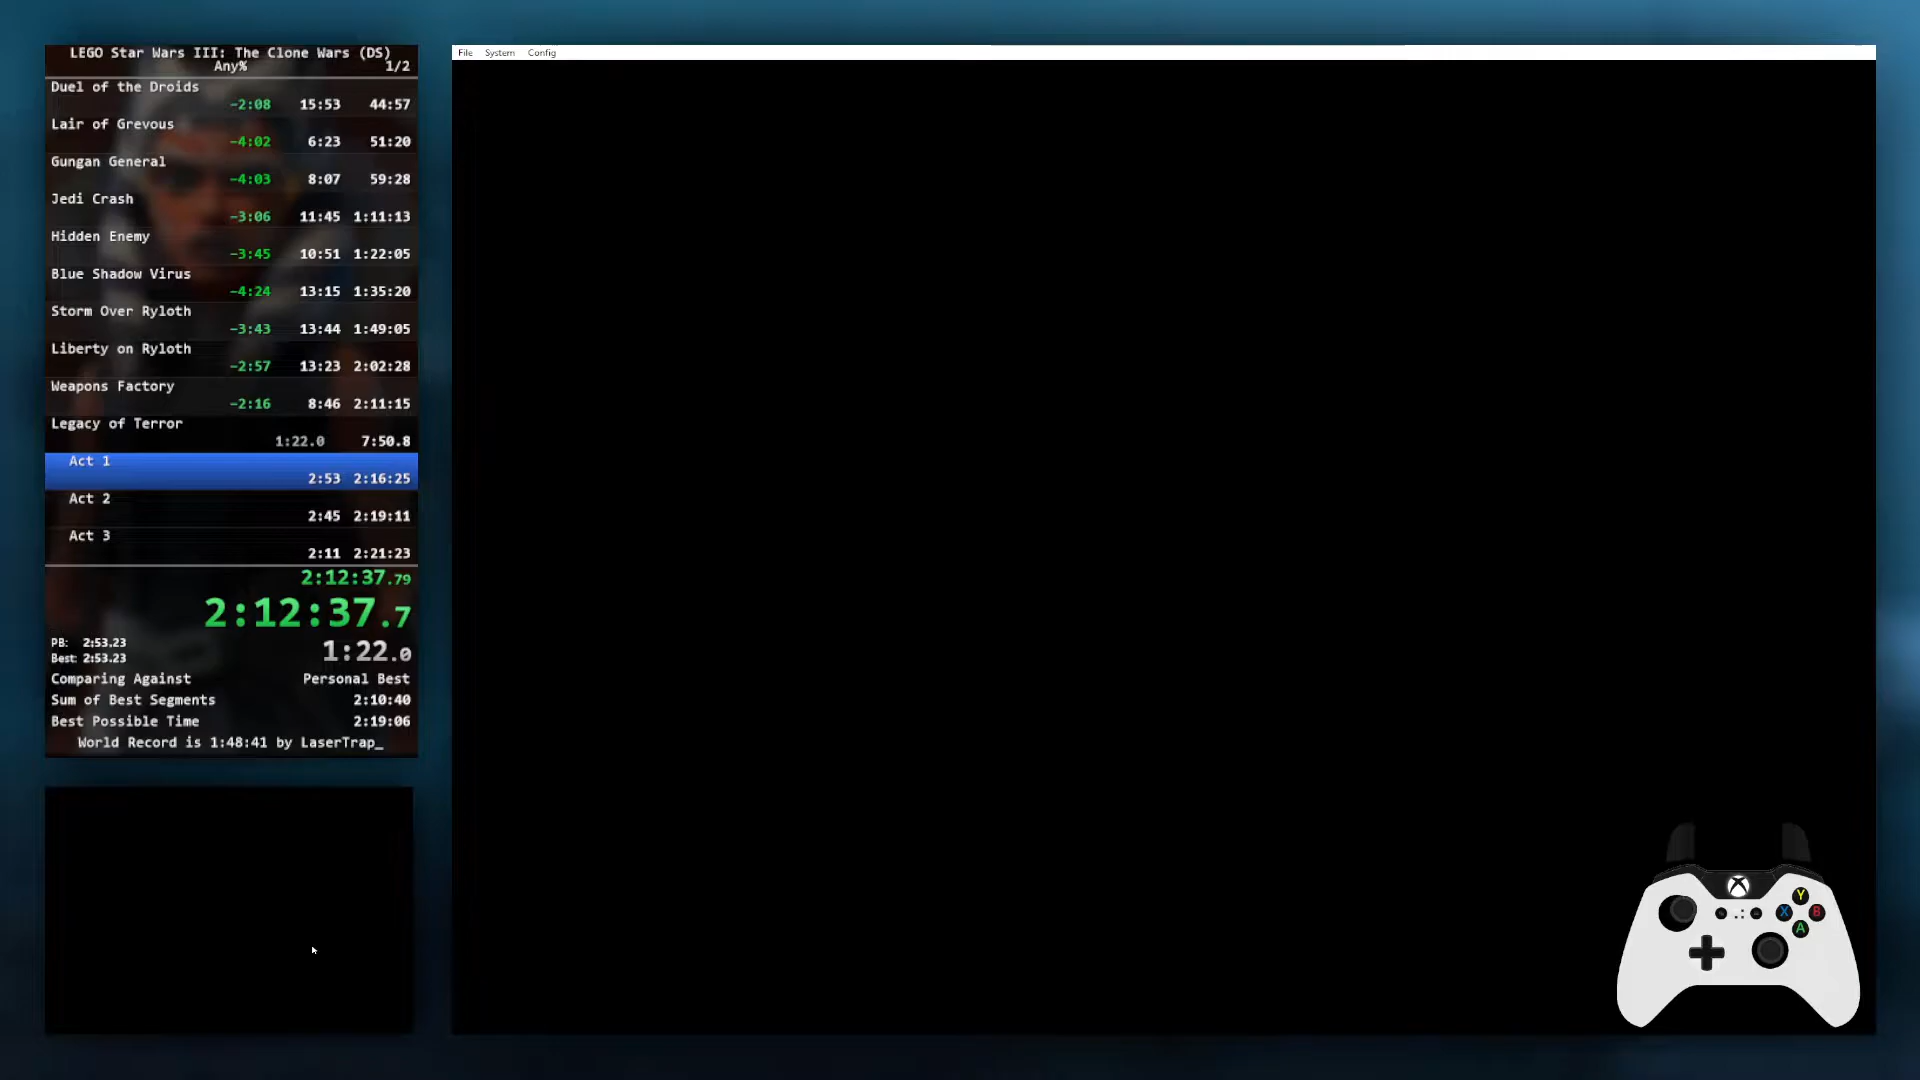 LEGO Star Wars III: The Clone Wars (DS)
Any% 1/2
Duel of the Droids
-2:08 15:53 44:57
Lair of Grevous
-4:02 6:23 51:20
Gungan General
-4:03 8:07 59:28
Jedi Crash
-3:06 11:45 1:11:13
Hidden Enemy
-3:45 10:51 1:22:05
Blue Shadow Virus
-4:24 13:15 1:35:20
Storm Over Ryloth
-3:43 13:44 1:49:05
Liberty on Ryloth
-2:57 13:23 2:02:28
Weapons Factory
-2:16 8:46 2:11:15
Legacy of Terror
1:22.0 7:50.8
Act 1
2:53 2:16:25
Act 2
2:45 2:19:11
Act 3
2:11 2:21:23
2:12:37.79
2:12:37.7
PB: 2:53.23
Best: 2:53.23
1:22.0
Comparing Against Personal Best
Sum of Best Segments 2:10:40
Best Possible Time 2:19:06
World Record is 1:48:41 by LaserTrap_
File System Config
Y
X B
A